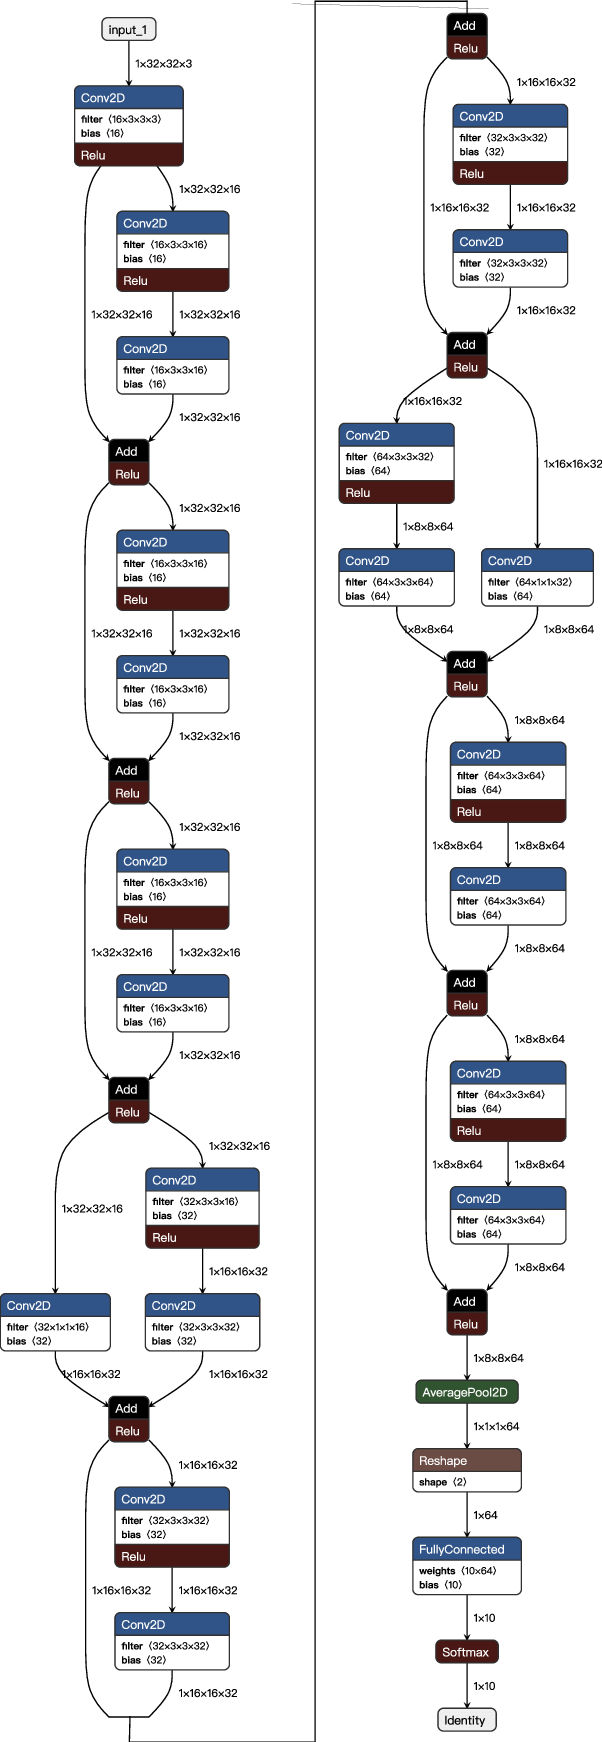 input_1
1×32×32×3
Conv2D
filter ⟨16×3×3×3⟩
bias ⟨16⟩
Relu
1×32×32×16
Conv2D
filter ⟨16×3×3×16⟩
bias ⟨16⟩
Relu
1×32×32×16 1×32×32×16
Conv2D
filter ⟨16×3×3×16⟩
bias ⟨16⟩
1×32×32×16
Add
Relu
1×32×32×16
Conv2D
filter ⟨16×3×3×16⟩
bias ⟨16⟩
Relu
1×32×32×16 1×32×32×16
Conv2D
filter ⟨16×3×3×16⟩
bias ⟨16⟩
1×32×32×16
Add
Relu
1×32×32×16
Conv2D
filter ⟨16×3×3×16⟩
bias ⟨16⟩
Relu
1×32×32×16 1×32×32×16
Conv2D
filter ⟨16×3×3×16⟩
bias ⟨16⟩
1×32×32×16
Add
Relu
1×32×32×16
Conv2D
filter ⟨32×3×3×16⟩
bias ⟨32⟩
Relu
1×32×32×16
1×16×16×32
Conv2D
filter ⟨32×1×1×16⟩
bias ⟨32⟩
Conv2D
filter ⟨32×3×3×32⟩
bias ⟨32⟩
1×16×16×32 1×16×16×32
Add
Relu
1×16×16×32
Conv2D
filter ⟨32×3×3×32⟩
bias ⟨32⟩
Relu
1×16×16×32 1×16×16×32
Conv2D
filter ⟨32×3×3×32⟩
bias ⟨32⟩
1×16×16×32
Add
Relu
1×16×16×32
Conv2D
filter ⟨32×3×3×32⟩
bias ⟨32⟩
Relu
1×16×16×32 1×16×16×32
Conv2D
filter ⟨32×3×3×32⟩
bias ⟨32⟩
1×16×16×32
Add
Relu
1×16×16×32
Conv2D
filter ⟨64×3×3×32⟩
bias ⟨64⟩
Relu
1×16×16×32
1×8×8×64
Conv2D
filter ⟨64×3×3×64⟩
bias ⟨64⟩
Conv2D
filter ⟨64×1×1×32⟩
bias ⟨64⟩
1×8×8×64 1×8×8×64
Add
Relu
1×8×8×64
Conv2D
filter ⟨64×3×3×64⟩
bias ⟨64⟩
Relu
1×8×8×64 1×8×8×64
Conv2D
filter ⟨64×3×3×64⟩
bias ⟨64⟩
1×8×8×64
Add
Relu
1×8×8×64
Conv2D
filter ⟨64×3×3×64⟩
bias ⟨64⟩
Relu
1×8×8×64 1×8×8×64
Conv2D
filter ⟨64×3×3×64⟩
bias ⟨64⟩
1×8×8×64
Add
Relu
1×8×8×64
AveragePool2D
1×1×1×64
Reshape
shape ⟨2⟩
1×64
FullyConnected
weights ⟨10×64⟩
bias ⟨10⟩
1×10
Softmax
1×10
Identity